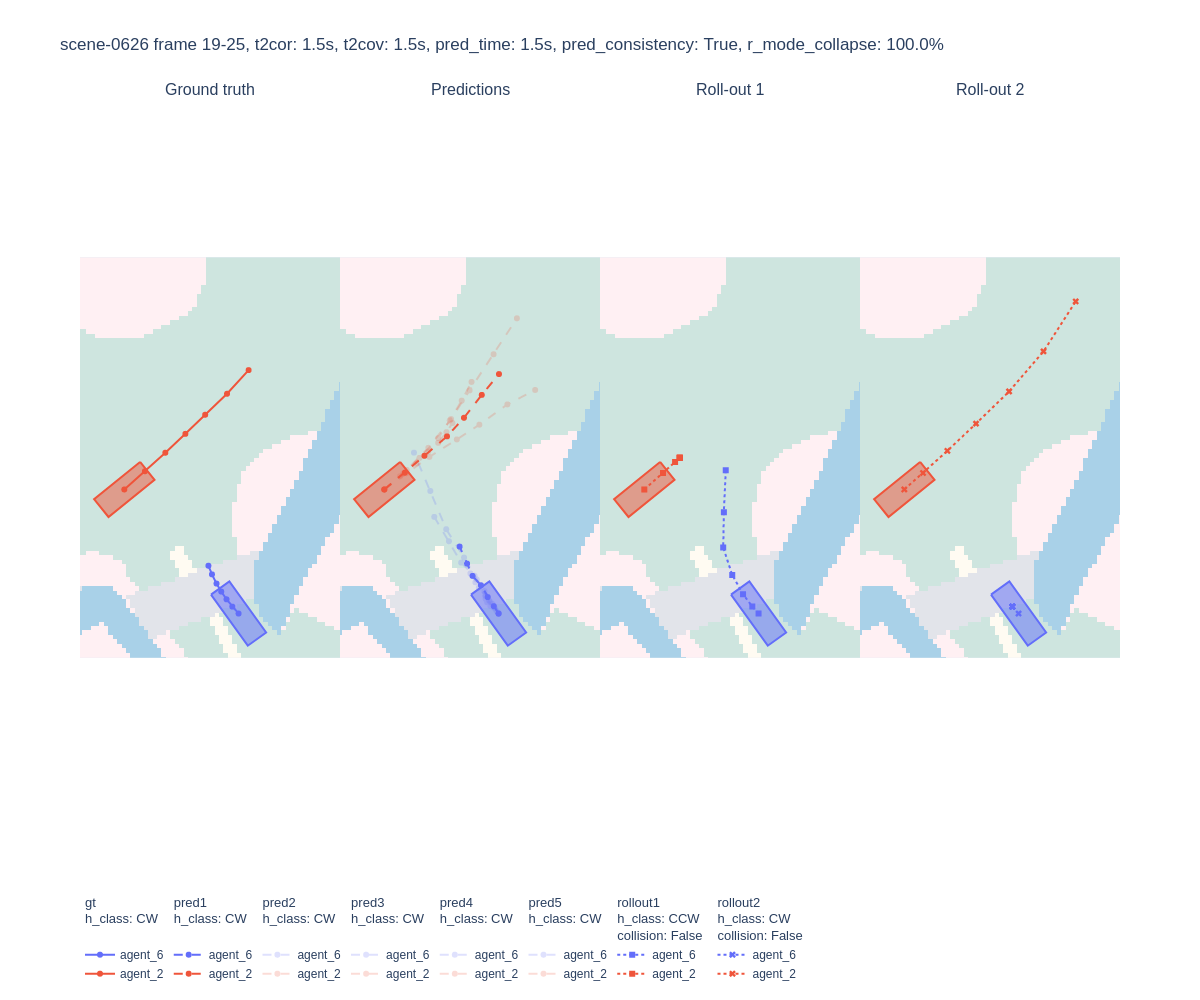 scene-0626 frame 19-25, t2cor: 1.5s, t2cov: 1.5s, pred_time: 1.5s, pred_consistency: True, r_mode_collapse: 100.0%
Ground truth Predictions Roll-out 1 Roll-out 2
gt pred1 pred2 pred3 pred4 pred5 rollout1 rollout2
h_class: CW h_class: CW h_class: CW h_class: CW h_class: CW h_class: CW h_class: CCW h_class: CW
collision: False collision: False
agent_6 agent_6 agent_6 agent_6 agent_6 agent_6 agent_6 agent_6
agent_2 agent_2 agent_2 agent_2 agent_2 agent_2 agent_2 agent_2